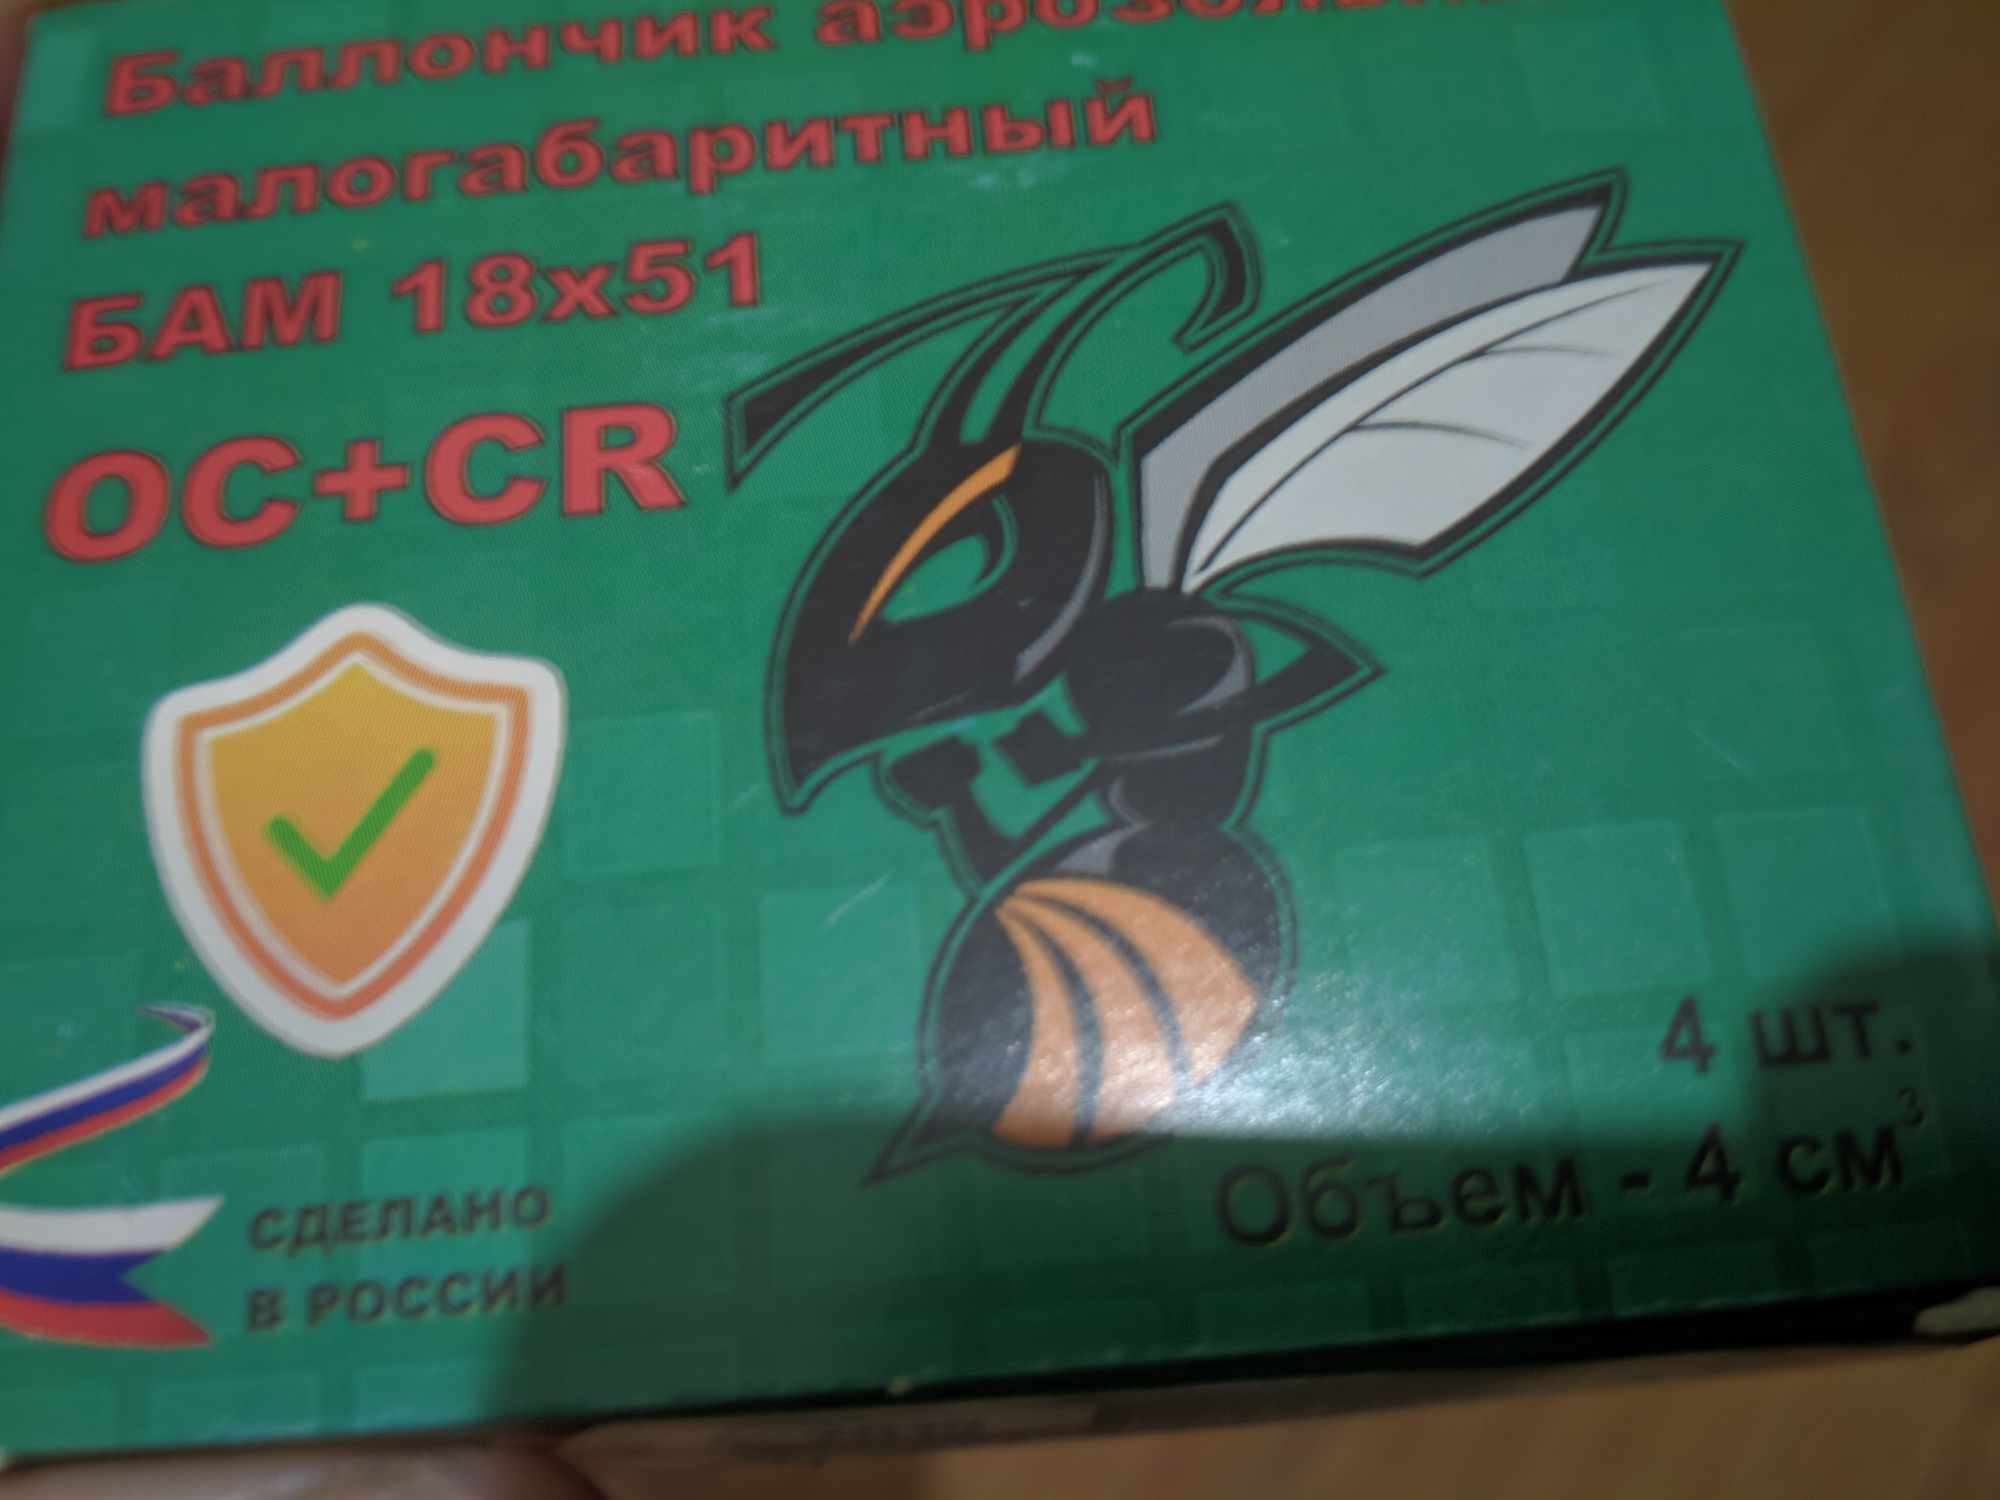 Баллончик
малогабаритный
БАМ 18х51
OC+CR
4 шт.
Объем - 4 см³
СДЕЛАНО
В РОССИИ